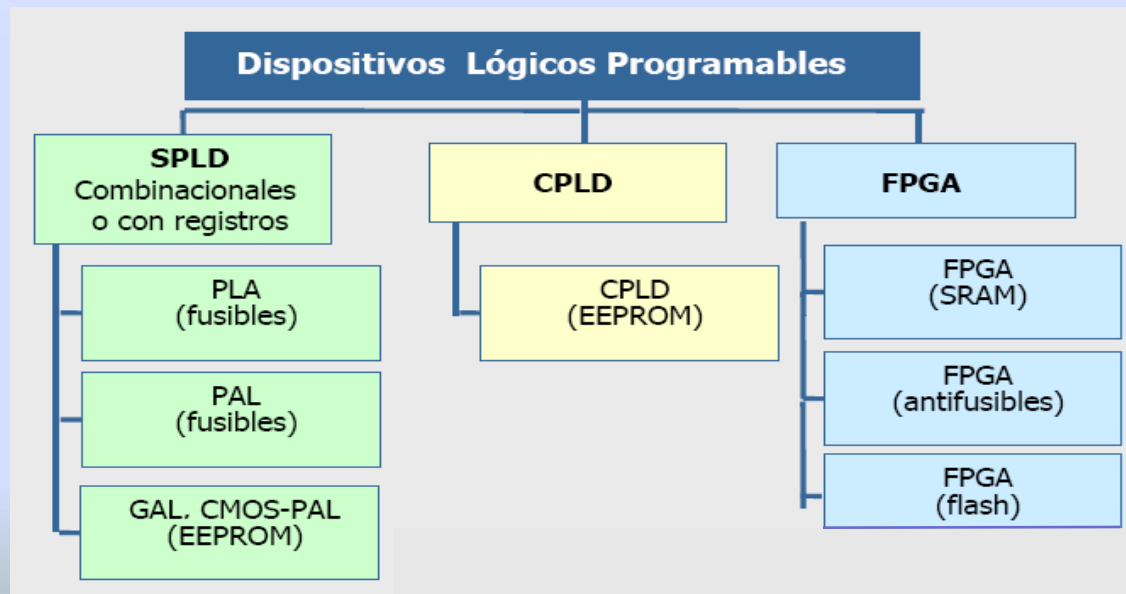 Dispositivos Lógicos Programables
SPLD
Combinacionales
o con registros
PLA
(fusibles)
PAL
(fusibles)
GAL, CMOS-PAL
(EEPROM)
CPLD
CPLD
(EEPROM)
FPGA
FPGA
(SRAM)
FPGA
(antifusibles)
FPGA
(flash)